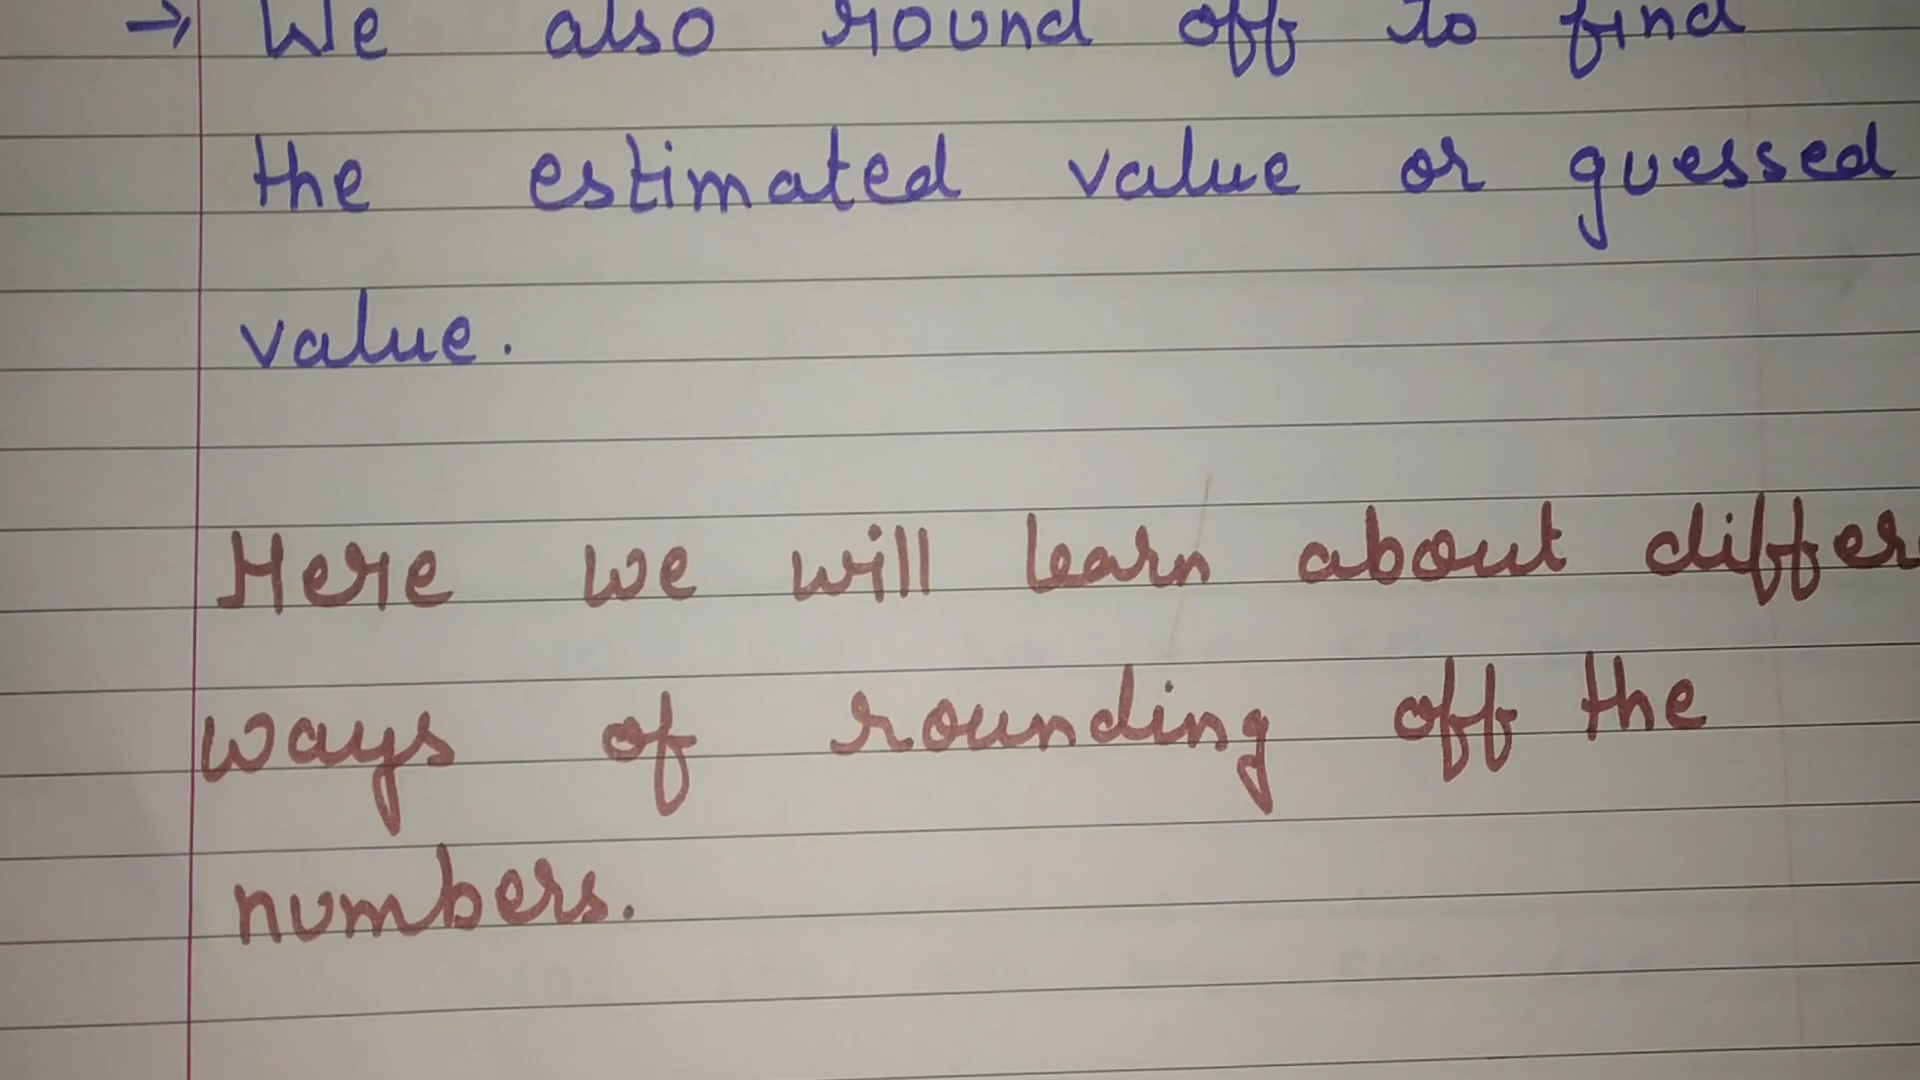 → We also round off to find
the estimated value or guessed
value.
Here we will learn about differ
ways of rounding off the
numbers.